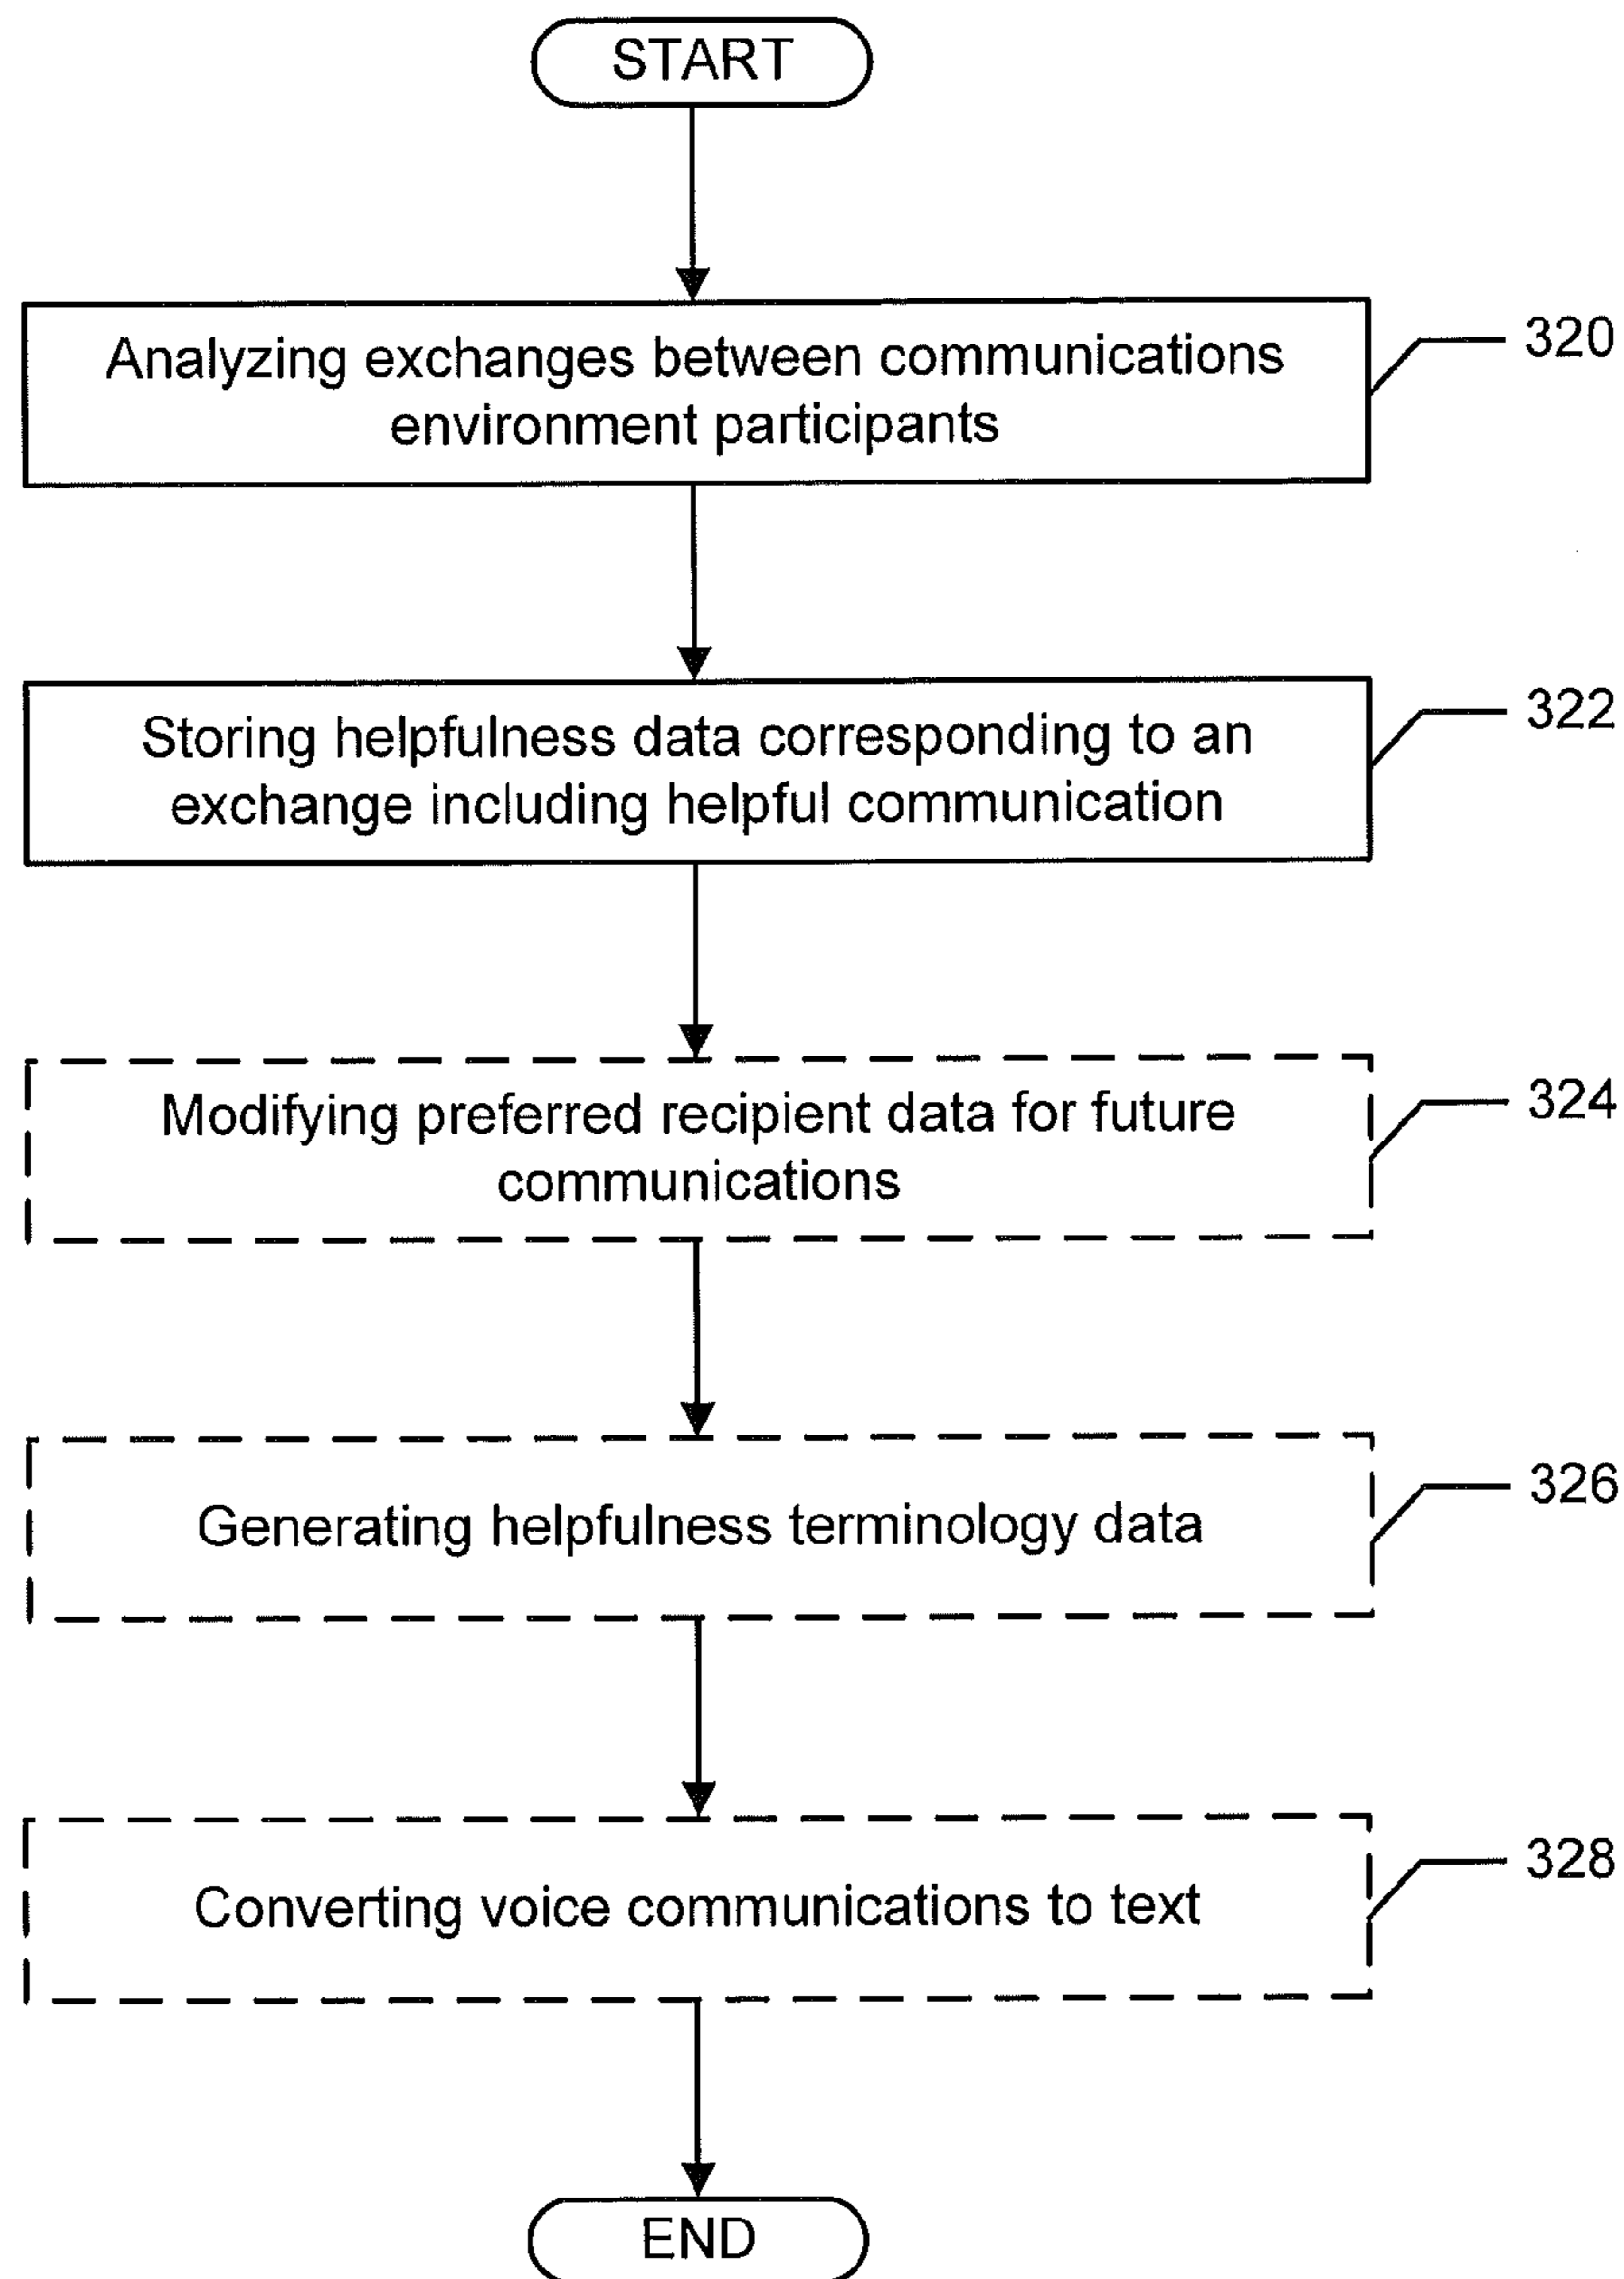 START
Analyzing exchanges between communications
environment participants
320
Storing helpfulness data corresponding to an
exchange including helpful communication
322
Modifying preferred recipient data for future
communications
324
Generating helpfulness terminology data
326
Converting voice communications to text
328
END